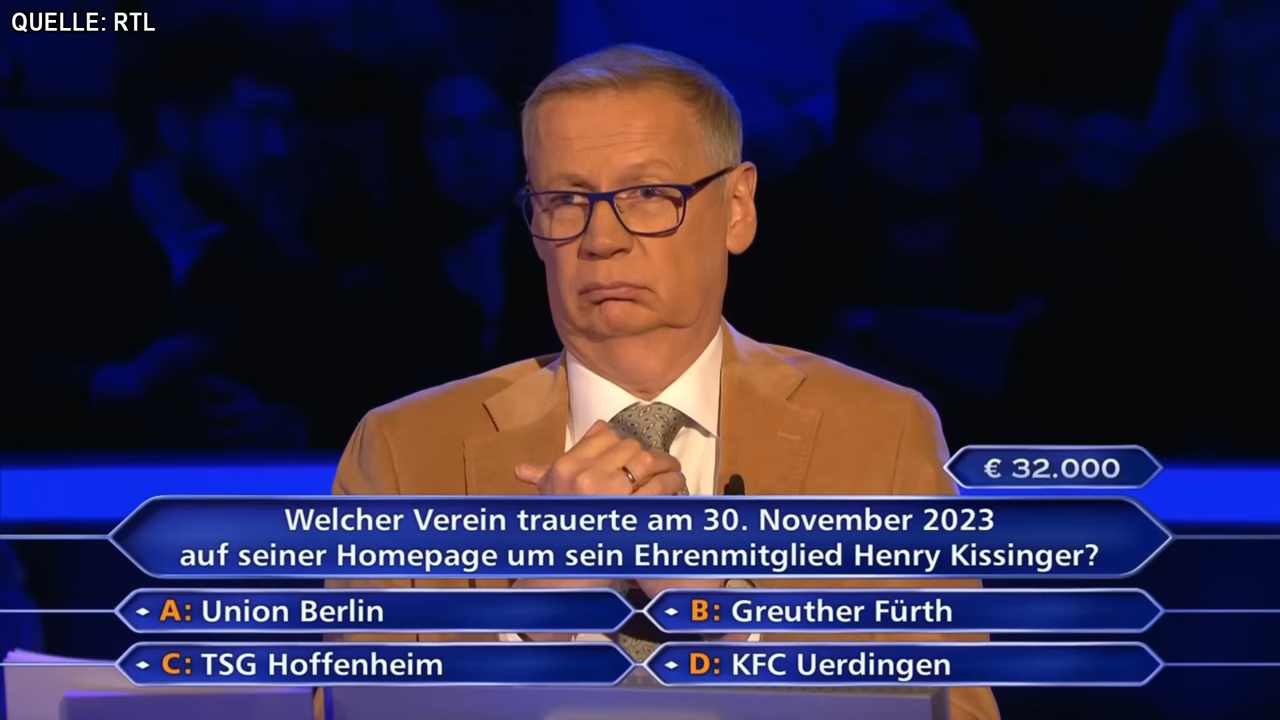 QUELLE: RTL
€ 32.000
Welcher Verein trauerte am 30. November 2023
auf seiner Homepage um sein Ehrenmitglied Henry Kissinger?
A: Union Berlin
B: Greuther Fürth
C: TSG Hoffenheim
D: KFC Uerdingen